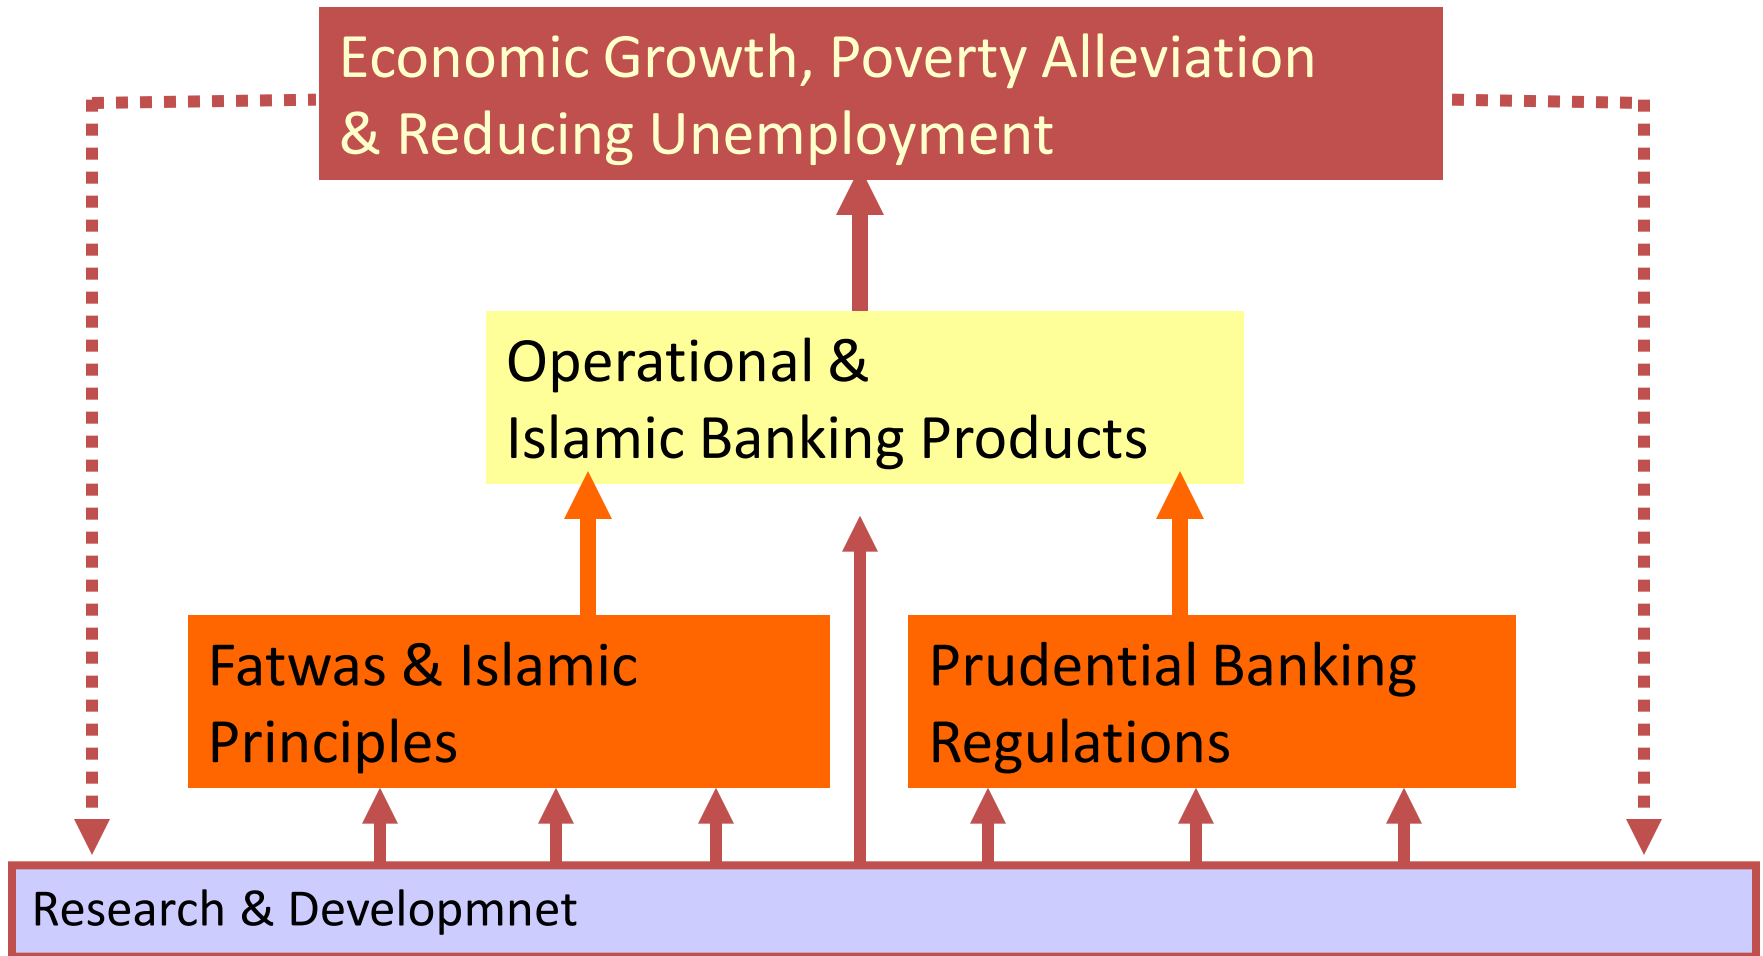 Economic Growth, Poverty Alleviation
& Reducing Unemployment
Operational &
Islamic Banking Products
Fatwas & Islamic
Principles
Prudential Banking
Regulations
Research & Developmnet